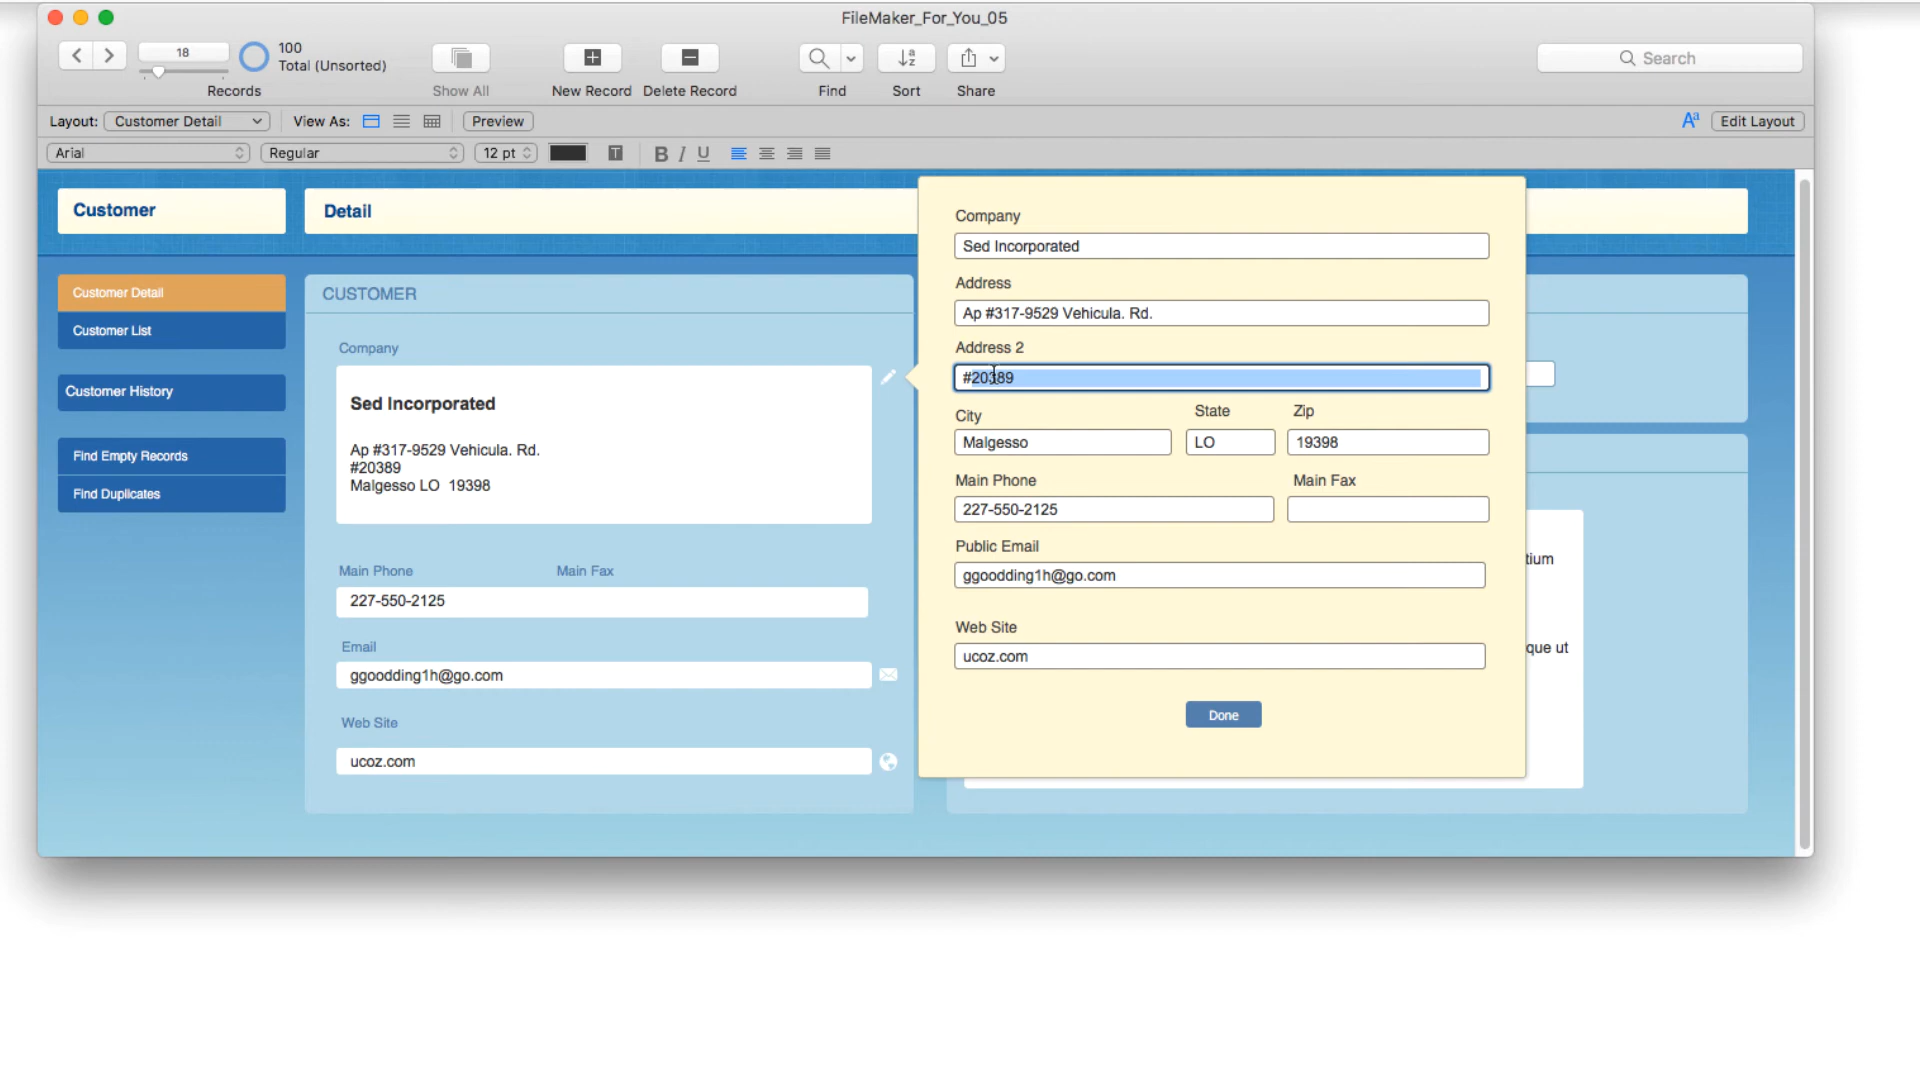 FileMaker_For_You_05
18
100
Total (Unsorted)
Records
Show All
New Record
Delete Record
Find
Sort
Share
Search
Layout: Customer Detail
View As:
Preview
Aa
Edit Layout
Arial
Regular
12 pt
T
B I U
Customer
Detail
Customer Detail
Customer List
Customer History
Find Empty Records
Find Duplicates
CUSTOMER
Company
Sed Incorporated
Ap #317-9529 Vehicula. Rd.
#20389
Malgesso LO 19398
Main Phone
Main Fax
227-550-2125
Email
ggoodding1h@go.com
Web Site
ucoz.com
Company
Sed Incorporated
Address
Ap #317-9529 Vehicula. Rd.
Address 2
#20389
City
State
Zip
Malgesso
LO
19398
Main Phone
Main Fax
227-550-2125
Public Email
ggoodding1h@go.com
Web Site
ucoz.com
Done
tium
que ut